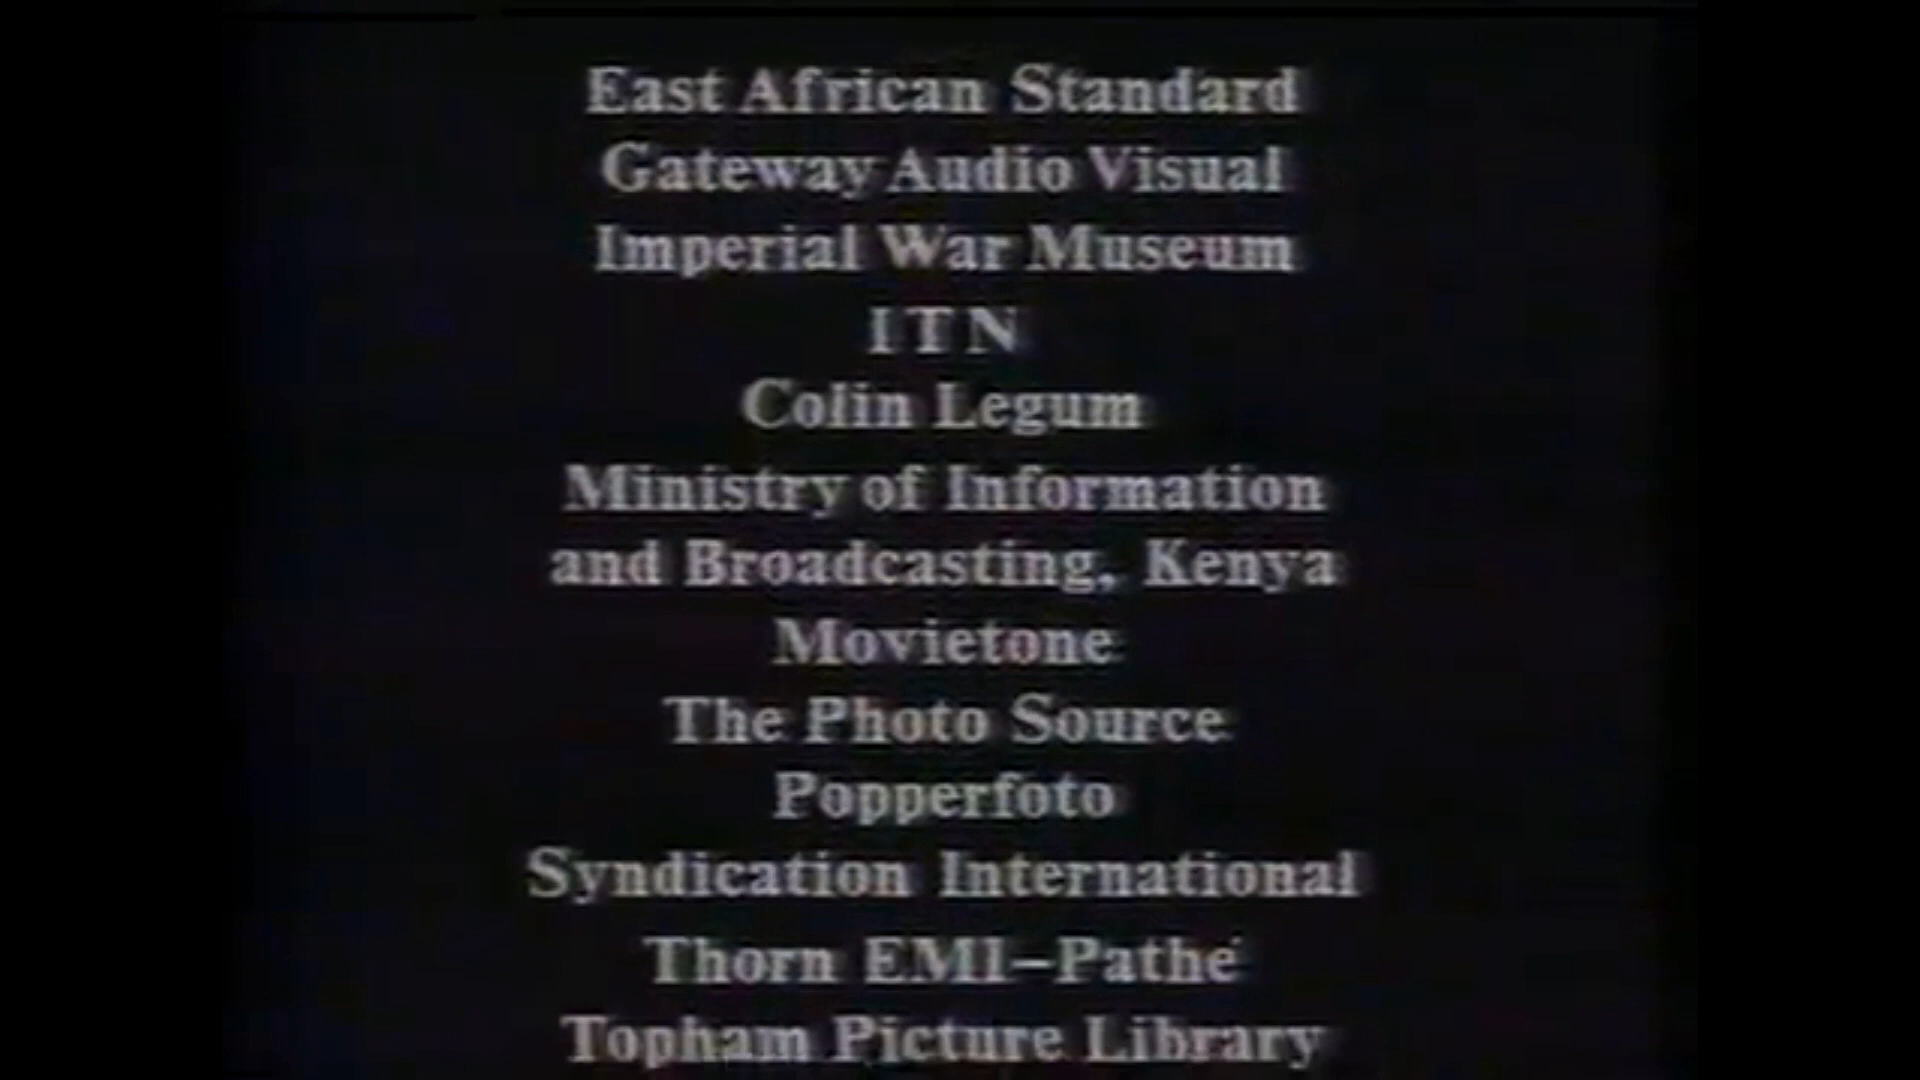 East African Standard
Gateway Audio Visual
Imperial War Museum
ITN
Colin Legum
Ministry of Information
and Broadcasting, Kenya
Movietone
The Photo Source
Popperfoto
Syndication International
Thorn EMI–Pathé
Topham Picture Library